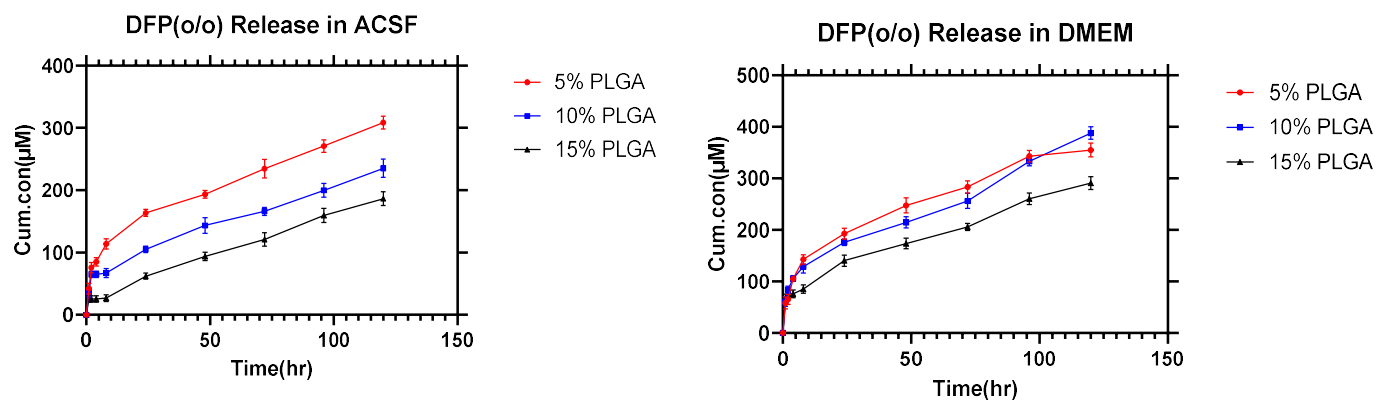 DFP(o/o) Release in ACSF
400
300
200
100
0
Cum.con(µM)
0
50
100
150
Time(hr)
5% PLGA
10% PLGA
15% PLGA
DFP(o/o) Release in DMEM
500
400
300
200
100
0
Cum.con(µM)
0
50
100
150
Time(hr)
5% PLGA
10% PLGA
15% PLGA